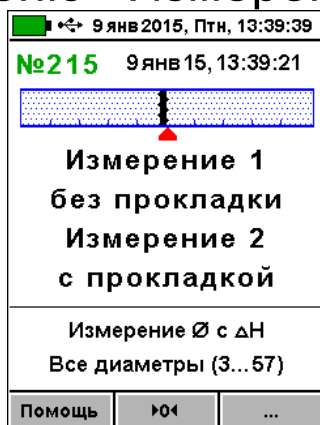 9 янв 2015, Птн, 13:39:39
№215 9 янв 15, 13:39:21
Измерение 1
без прокладки
Измерение 2
с прокладкой
Измерение Ø с ΔН
Все диаметры (3...57)
Помощь ▸0◂ ...